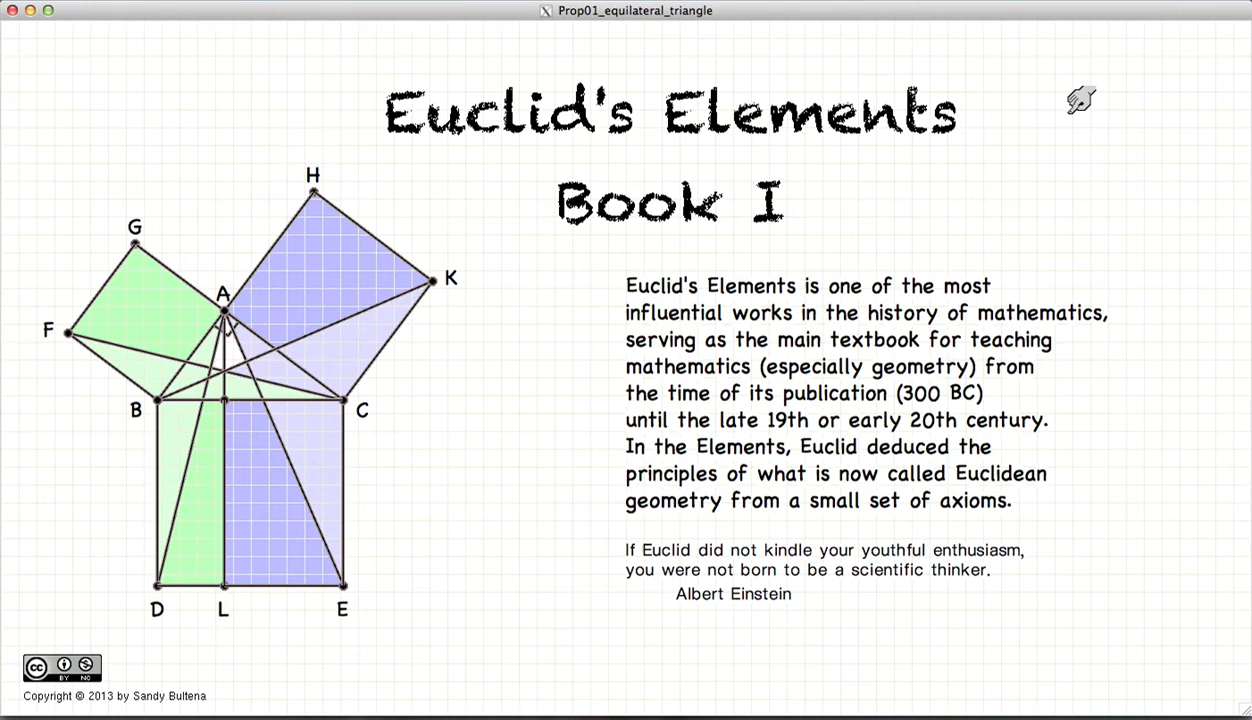 Prop01_equilateral_triangle
Euclid's Elements
Book I
H
G
K
A
F
B
C
D L E
Euclid's Elements is one of the most
influential works in the history of mathematics,
serving as the main textbook for teaching
mathematics (especially geometry) from
the time of its publication (300 BC)
until the late 19th or early 20th century.
In the Elements, Euclid deduced the
principles of what is now called Euclidean
geometry from a small set of axioms.
If Euclid did not kindle your youthful enthusiasm,
you were not born to be a scientific thinker.
Albert Einstein
cc BY NC
Copyright © 2013 by Sandy Bultena